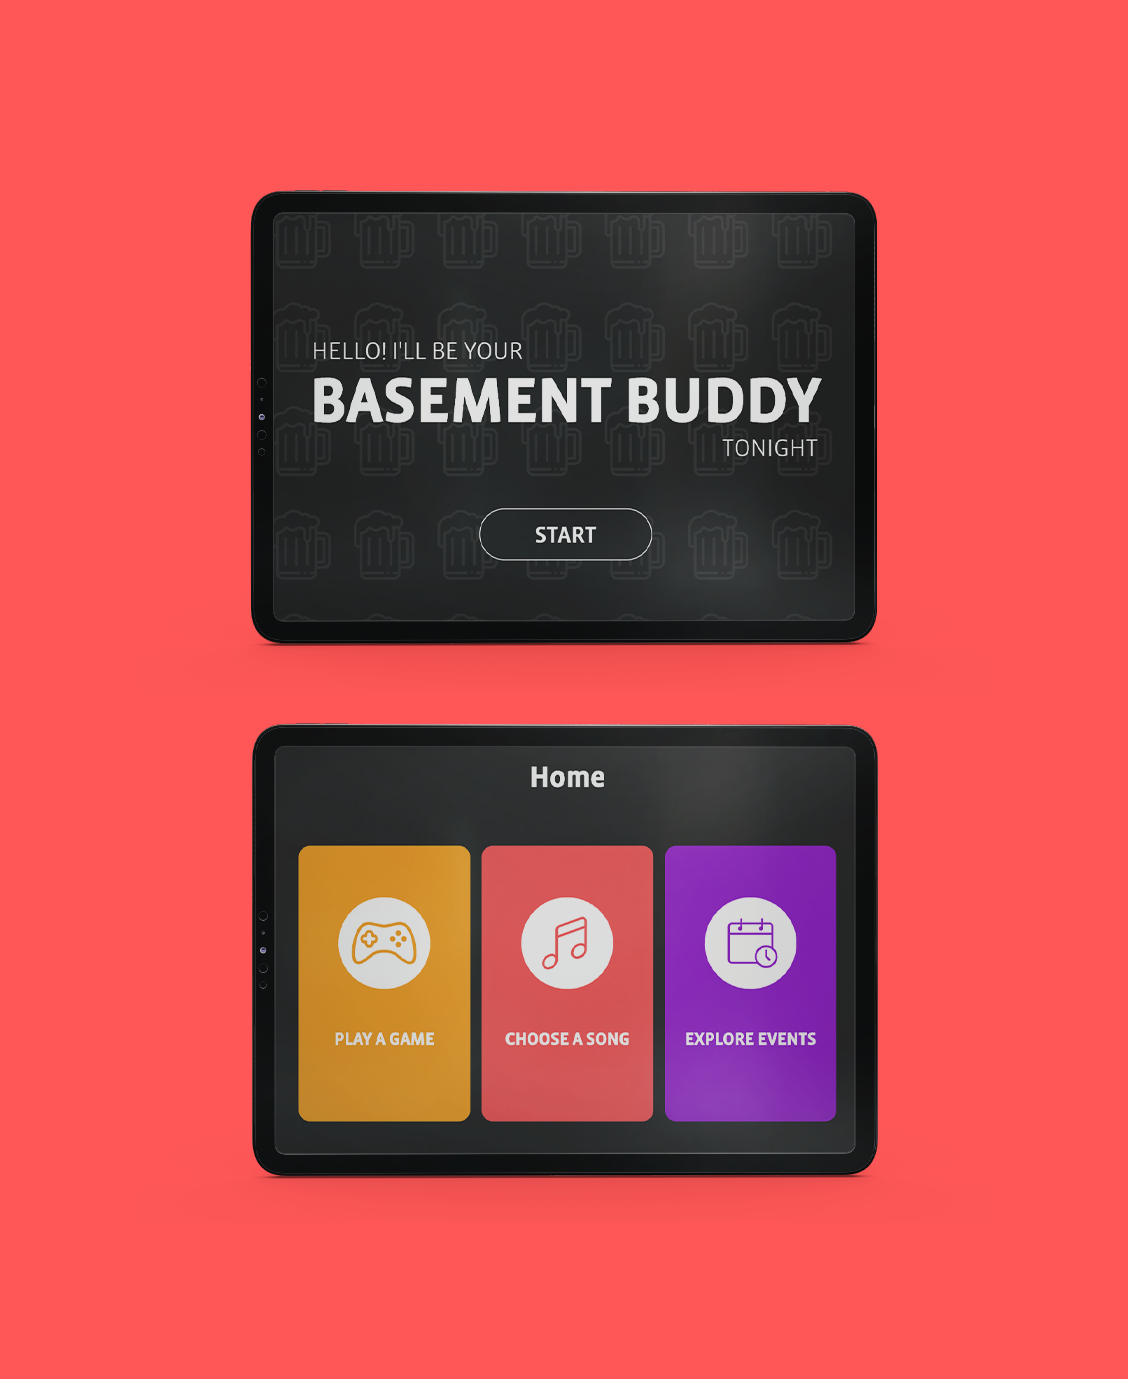 HELLO! I'LL BE YOUR
BASEMENT BUDDY
TONIGHT
START
Home
PLAY A GAME
CHOOSE A SONG
EXPLORE EVENTS